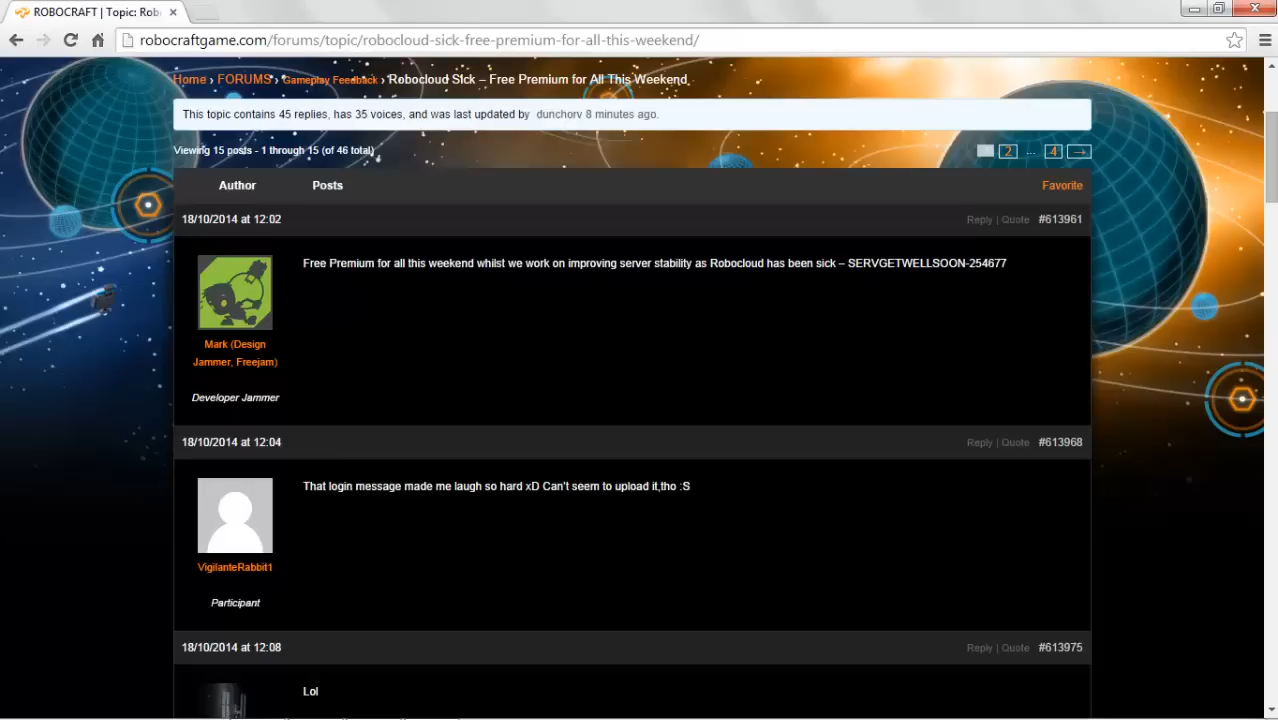 ROBOCRAFT | Topic: Rob
robocraftgame.com/forums/topic/robocloud-sick-free-premium-for-all-this-weekend/
Home › FORUMS › Gameplay Feedback › Robocloud SIck – Free Premium for All This Weekend
This topic contains 45 replies, has 35 voices, and was last updated by dunchorv 8 minutes ago.
Viewing 15 posts - 1 through 15 (of 46 total)
2 ... 4 →
Author Posts Favorite
18/10/2014 at 12:02 Reply | Quote #613961
Free Premium for all this weekend whilst we work on improving server stability as Robocloud has been sick – SERVGETWELLSOON-254677
Mark (Design
Jammer, Freejam)
Developer Jammer
18/10/2014 at 12:04 Reply | Quote #613968
That login message made me laugh so hard xD Can't seem to upload it,tho :S
VigilanteRabbit1
Participant
18/10/2014 at 12:08 Reply | Quote #613975
Lol